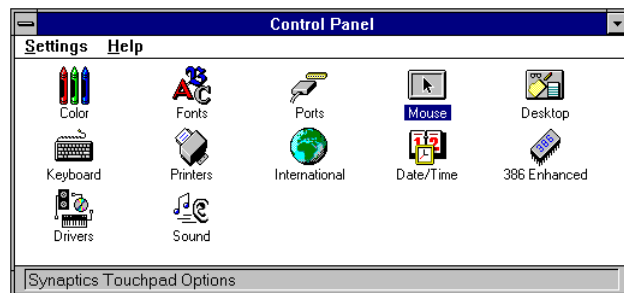 Control Panel
Settings Help
Color Fonts Ports Mouse Desktop
Keyboard Printers International Date/Time 386 Enhanced
Drivers Sound
Synaptics Touchpad Options